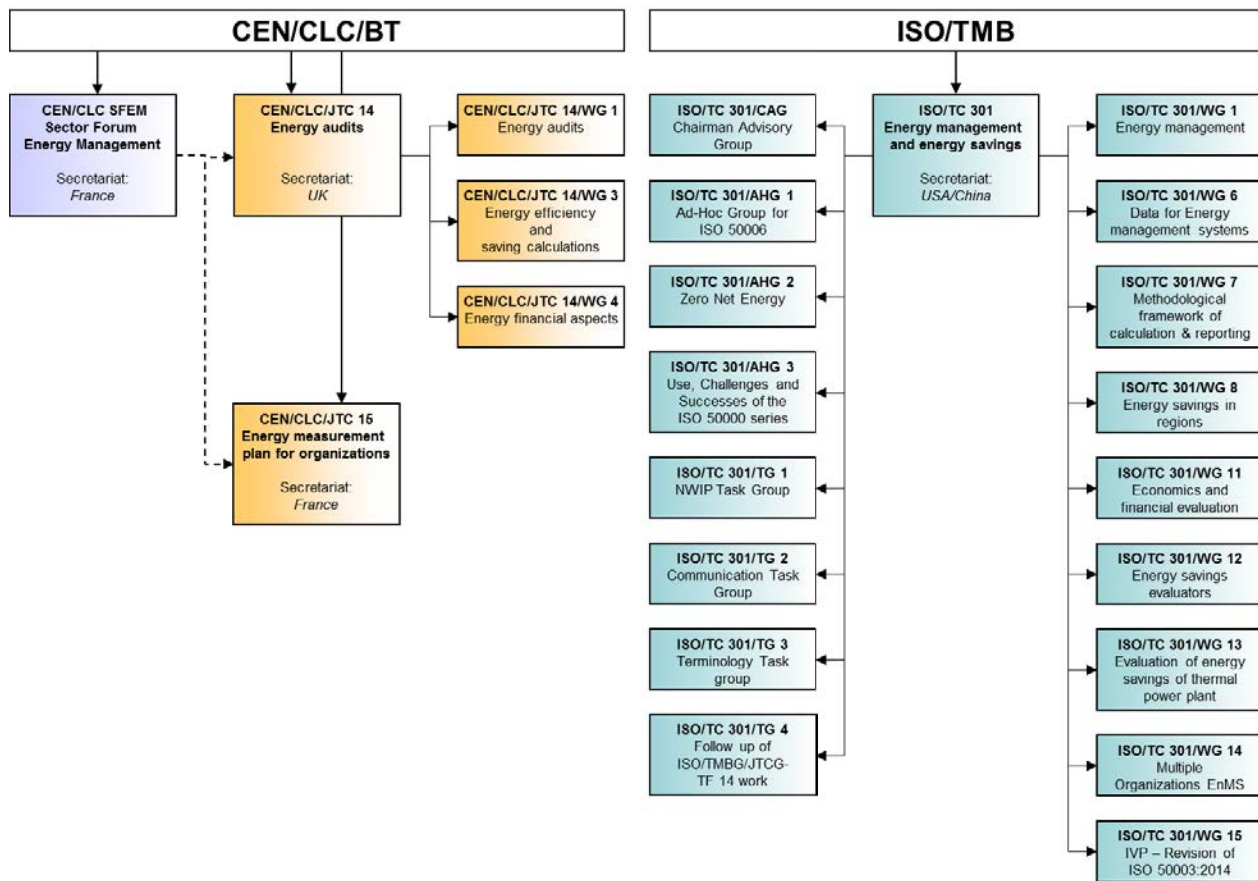 CEN/CLC/BT
CEN/CLC SFEM
Sector Forum
Energy Management
Secretariat:
France
CEN/CLC/JTC 14
Energy audits
Secretariat:
UK
CEN/CLC/JTC 14/WG 1
Energy audits
CEN/CLC/JTC 14/WG 3
Energy efficiency
and
saving calculations
CEN/CLC/JTC 14/WG 4
Energy financial aspects
CEN/CLC/JTC 15
Energy measurement
plan for organizations
Secretariat:
France
ISO/TMB
ISO/TC 301/CAG
Chairman Advisory
Group
ISO/TC 301/AHG 1
Ad-Hoc Group for
ISO 50006
ISO/TC 301/AHG 2
Zero Net Energy
ISO/TC 301/AHG 3
Use, Challenges and
Successes of the
ISO 50000 series
ISO/TC 301/TG 1
NWIP Task Group
ISO/TC 301/TG 2
Communication Task
Group
ISO/TC 301/TG 3
Terminology Task
group
ISO/TC 301/TG 4
Follow up of
ISO/TMBG/JTCG-
TF 14 work
ISO/TC 301
Energy management
and energy savings
Secretariat:
USA/China
ISO/TC 301/WG 1
Energy management
ISO/TC 301/WG 6
Data for Energy
management systems
ISO/TC 301/WG 7
Methodological
framework of
calculation & reporting
ISO/TC 301/WG 8
Energy savings in
regions
ISO/TC 301/WG 11
Economics and
financial evaluation
ISO/TC 301/WG 12
Energy savings
evaluators
ISO/TC 301/WG 13
Evaluation of energy
savings of thermal
power plant
ISO/TC 301/WG 14
Multiple
Organizations EnMS
ISO/TC 301/WG 15
IVP – Revision of
ISO 50003:2014